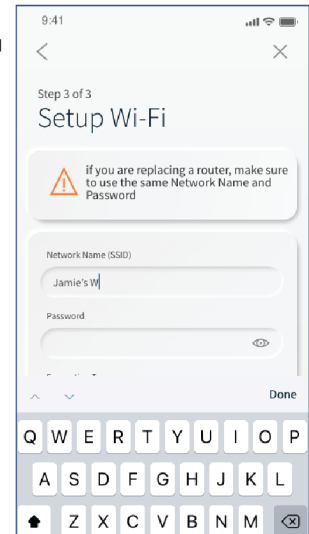 9:41
Step 3 of 3
Setup Wi-Fi
if you are replacing a router, make sure
to use the same Network Name and
Password
Network Name (SSID)
Jamie's W
Password
Done
Q W E R T Y U I O P
A S D F G H J K L
Z X C V B N M